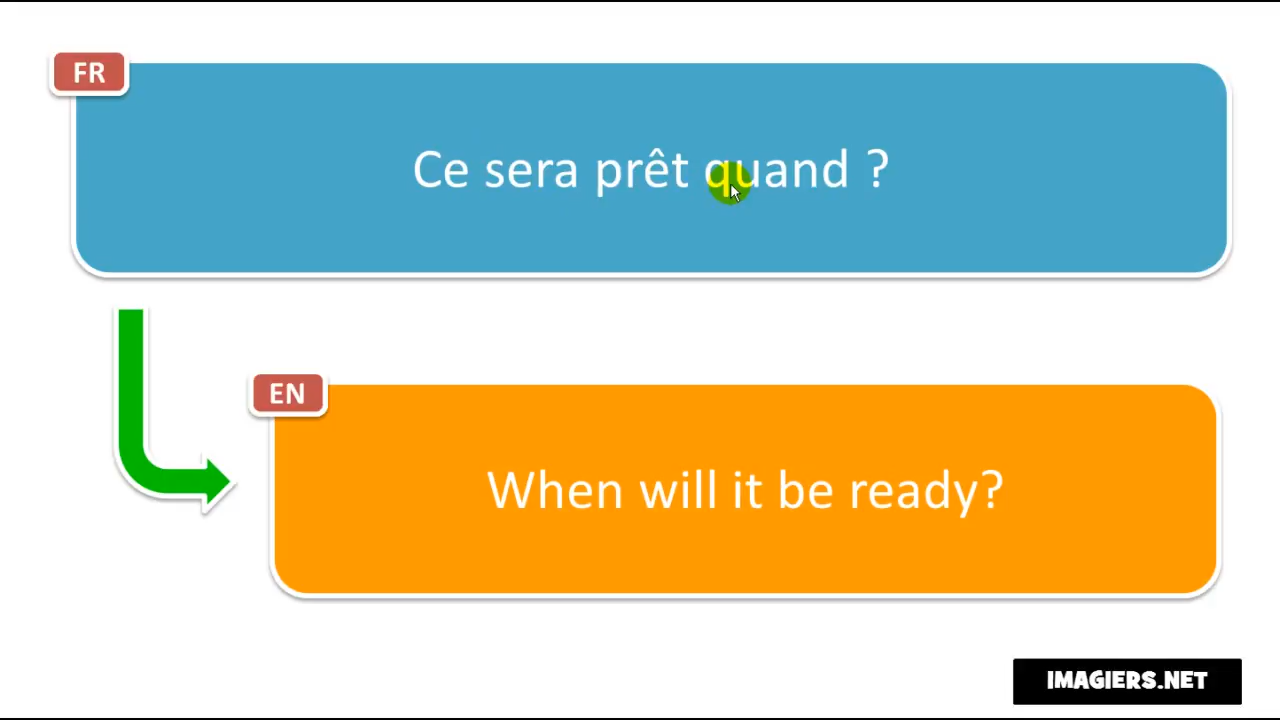 FR
Ce sera prêt quand ?
EN
When will it be ready?
IMAGIERS.NET